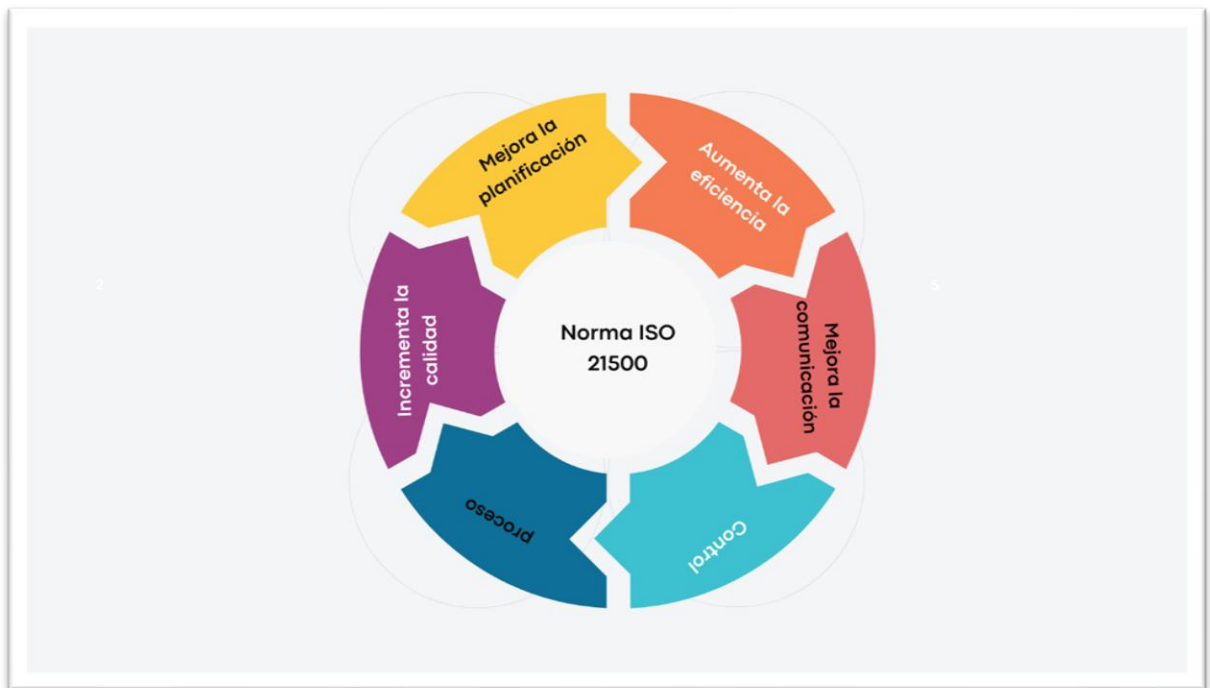 Mejora la
planificación
Aumenta la
eficiencia
Mejora la
comunicación
Control
proceso
Incrementa la
calidad
Norma ISO
21500
2
5